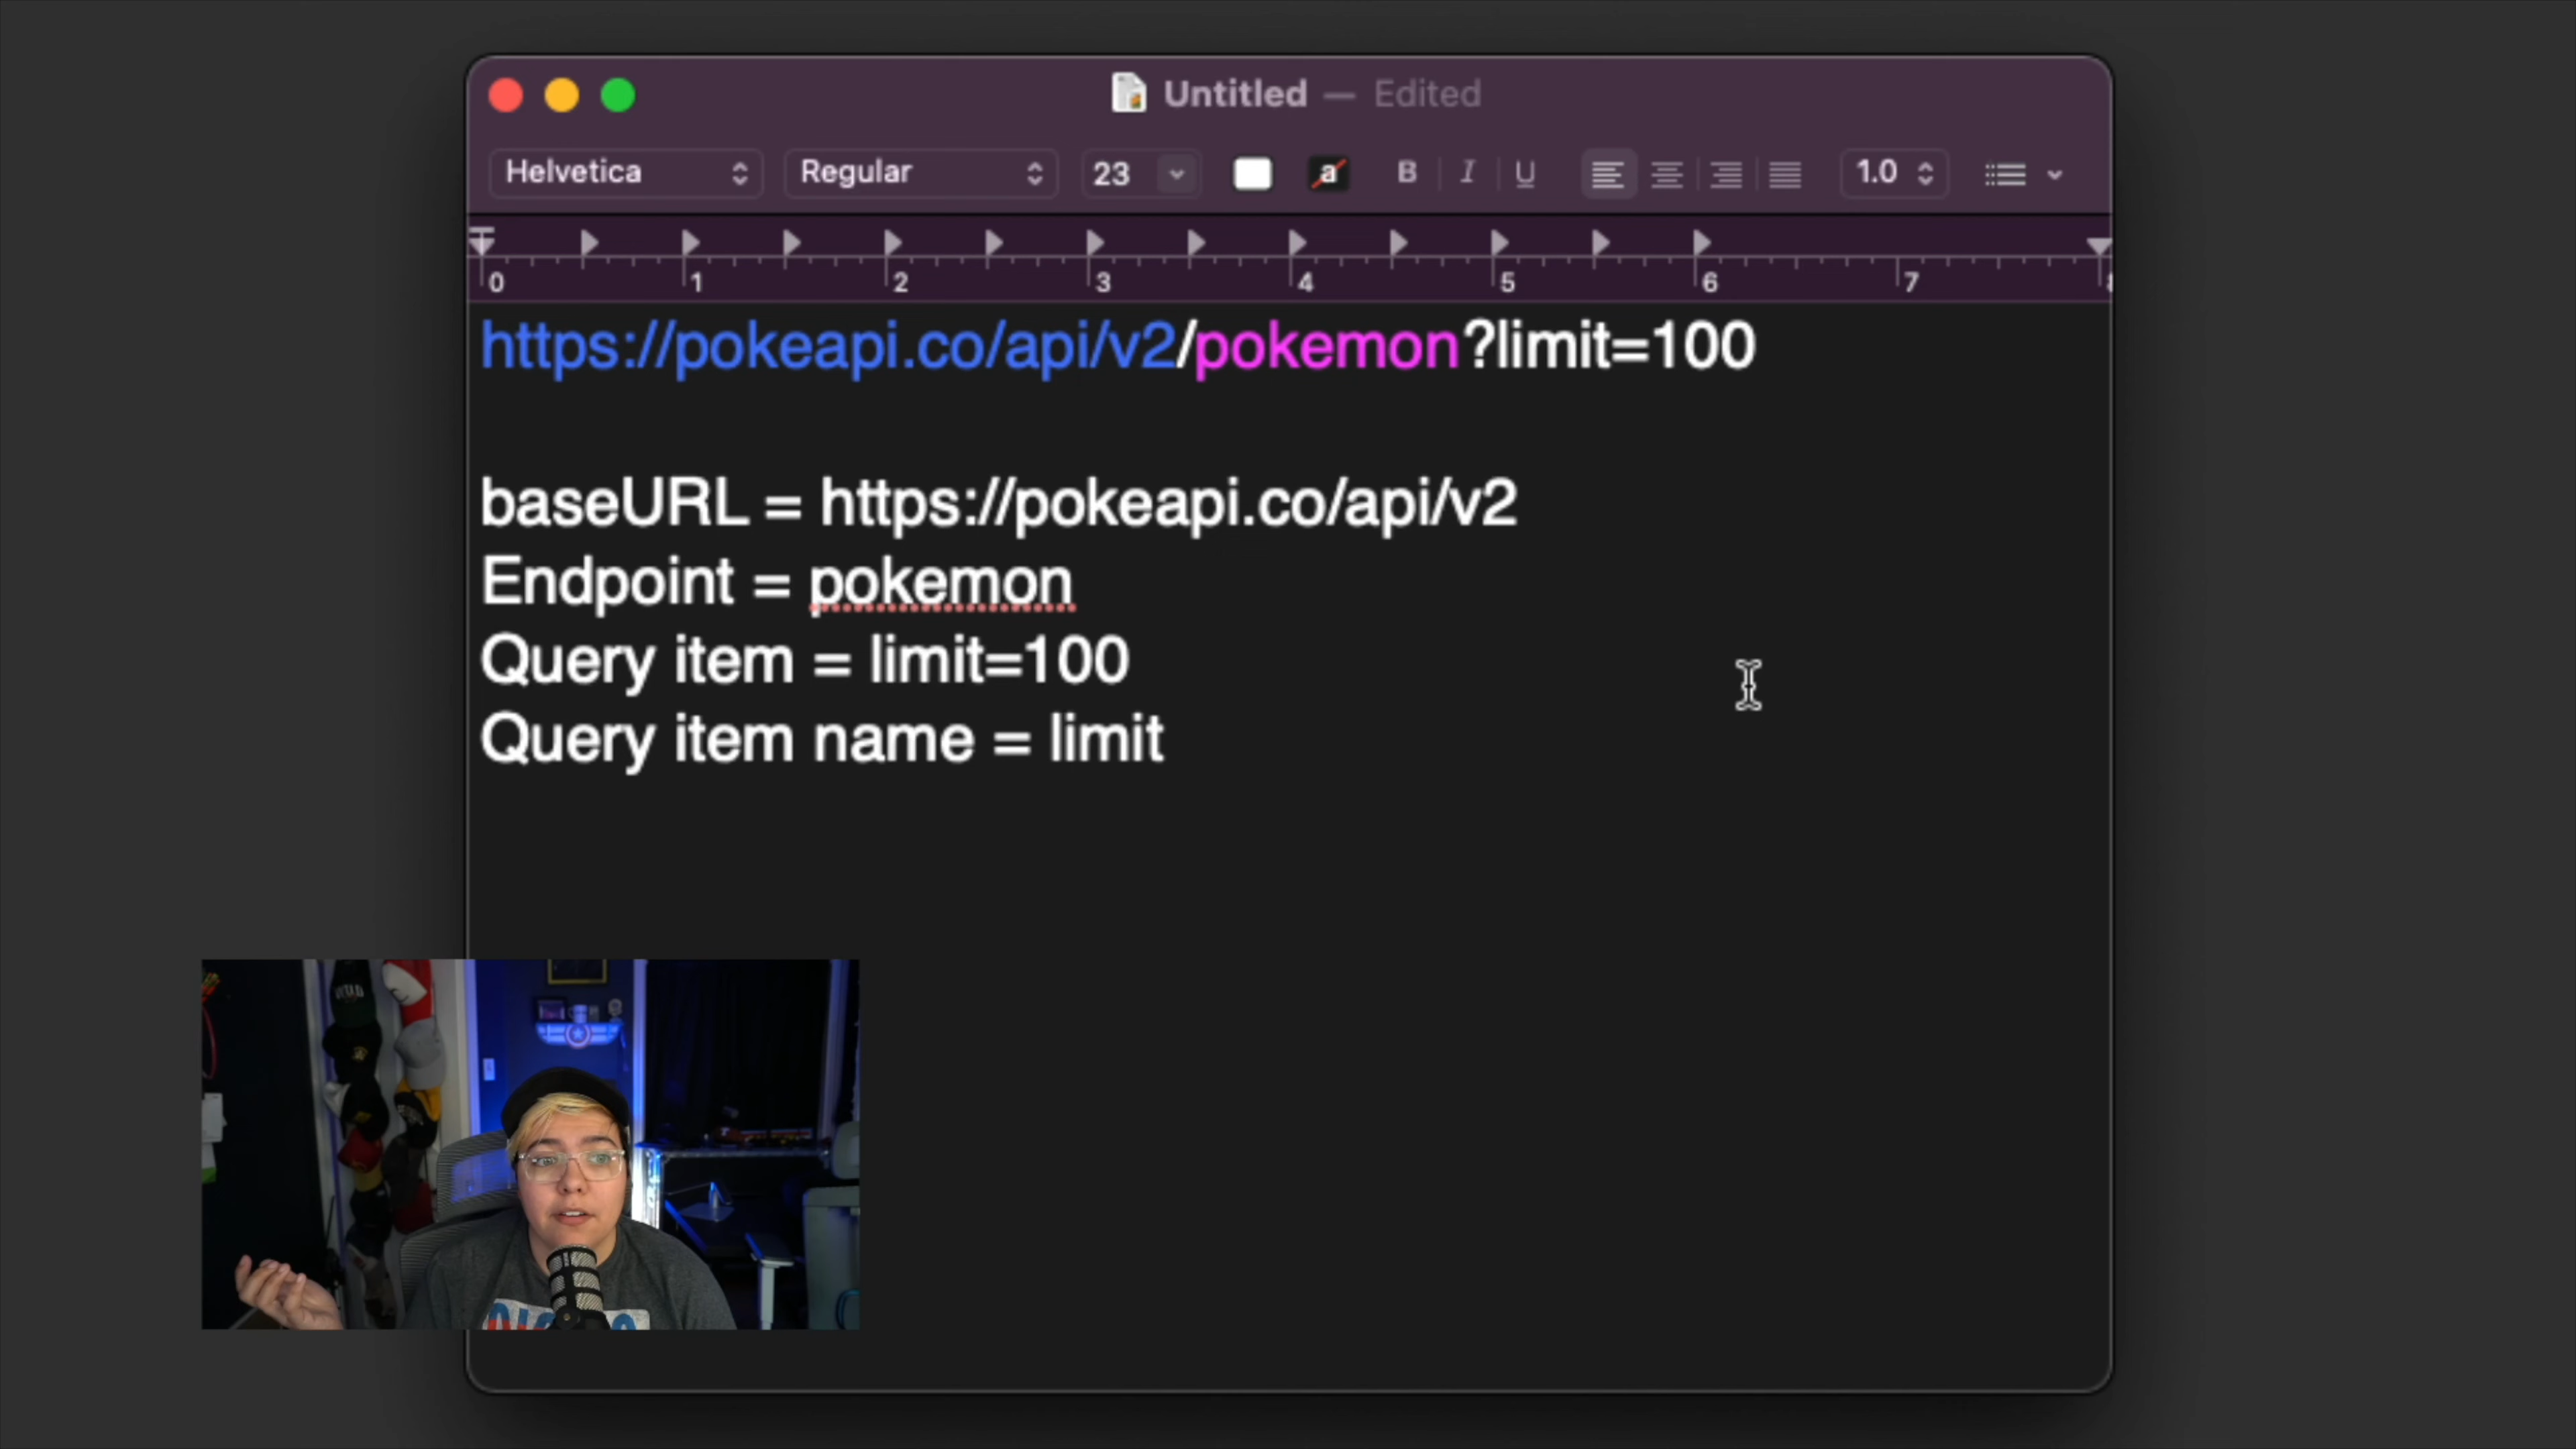 Untitled — Edited
Helvetica Regular 23 a B I U 1.0
0 1 2 3 4 5 6 7
https://pokeapi.co/api/v2/pokemon?limit=100
baseURL = https://pokeapi.co/api/v2
Endpoint = pokemon
Query item = limit=100
Query item name = limit